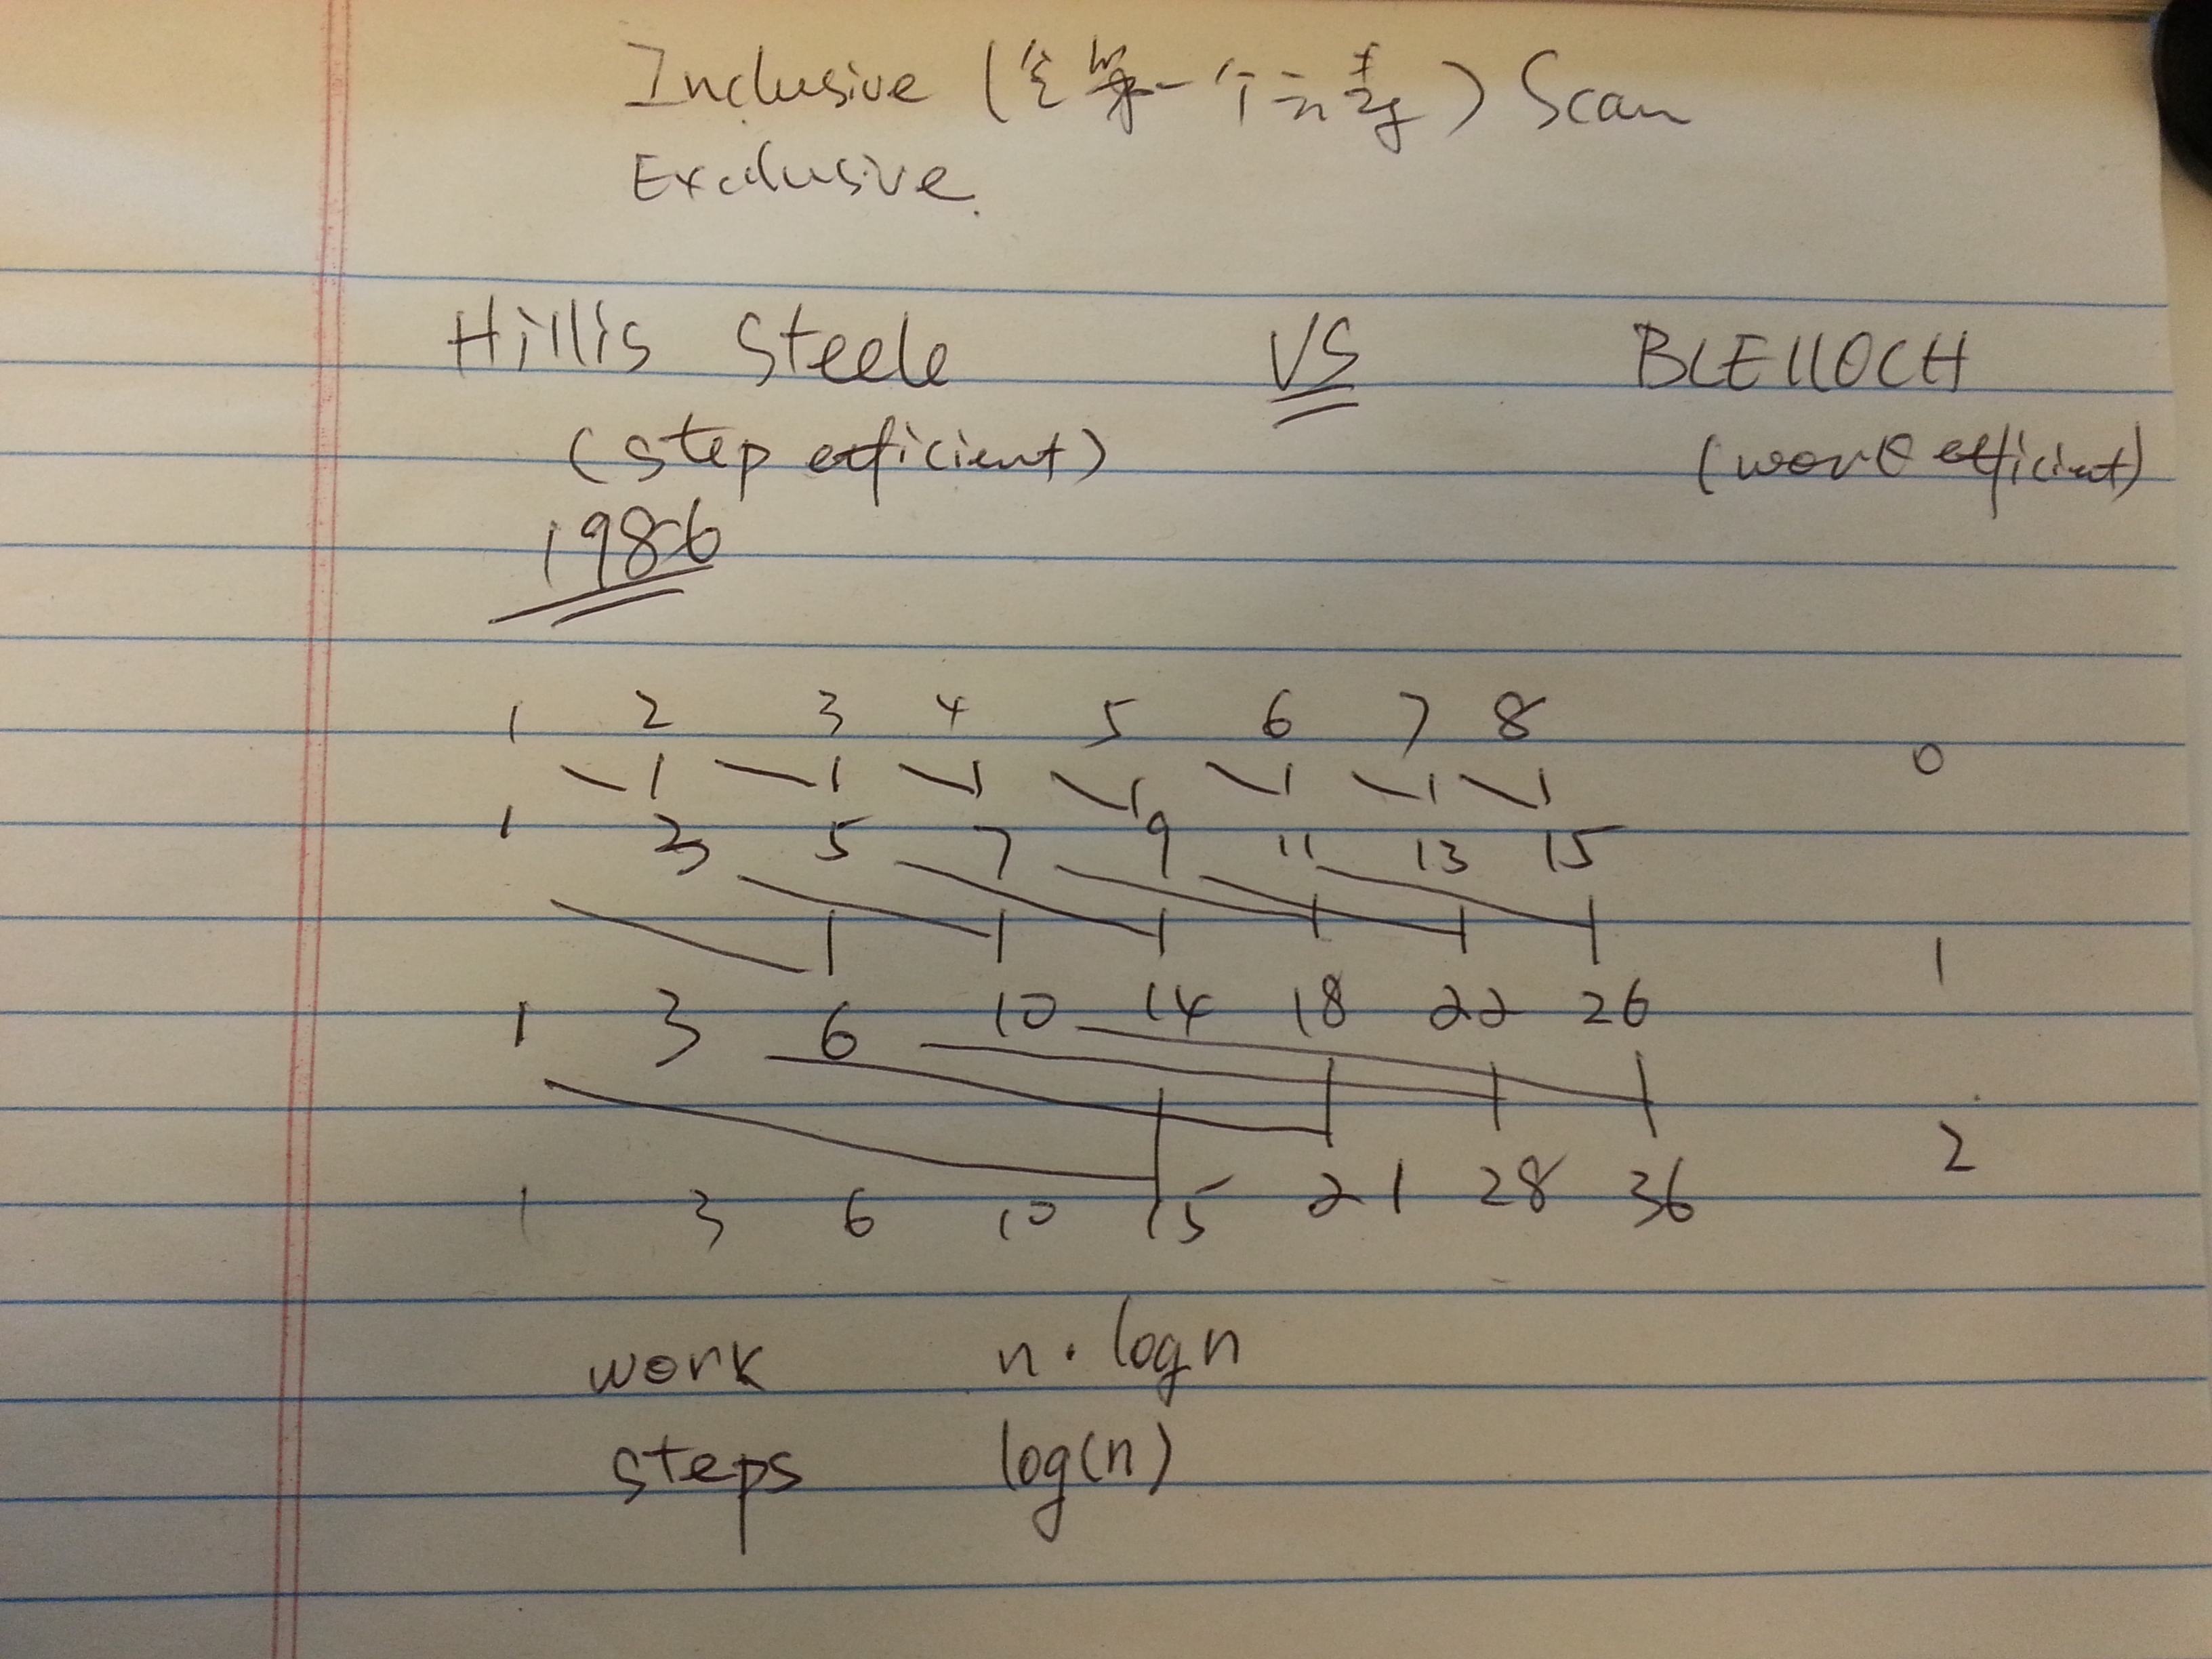 Inclusive (含第一个元素) Scan
Exclusive.
Hillis Steele VS BLEllOCH
(step efficient) (work efficient)
1986
1 2 3 4 5 6 7 8
0
1 3 5 7 9 11 13 15
1
1 3 6 10 14 18 22 26
2
1 3 6 10 15 21 28 36
work n · logn
steps log(n)